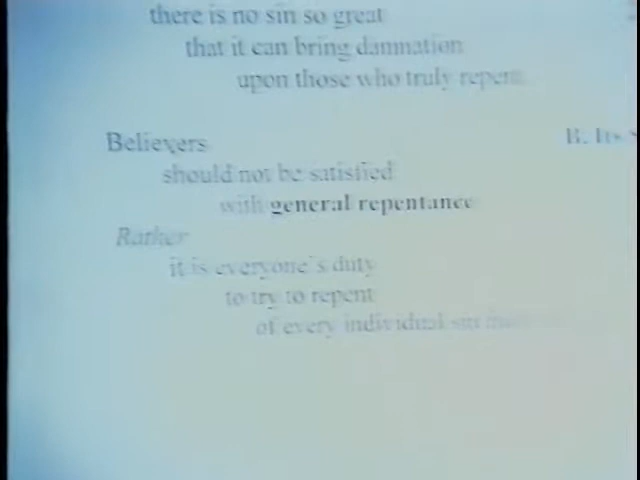 there is no sin so great
that it can bring damnation
upon those who truly repent.
Believers
B. Its
should not be satisfied
with general repentance
Rather
it is everyone's duty
to try to repent
of every individual sin